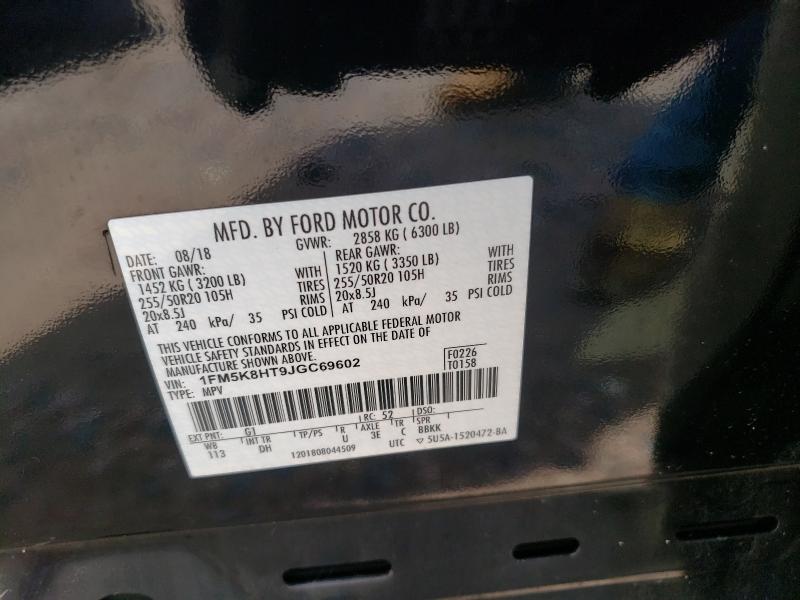 MFD. BY FORD MOTOR CO.
DATE: 08/18 GVWR: 2858 KG ( 6300 LB)
FRONT GAWR: REAR GAWR:
1452 KG ( 3200 LB) WITH 1520 KG ( 3350 LB) WITH
255/50R20 105H TIRES 255/50R20 105H TIRES
20x8.5J RIMS 20x8.5J RIMS
AT 240 kPa/ 35 PSI COLD AT 240 kPa/ 35 PSI COLD
THIS VEHICLE CONFORMS TO ALL APPLICABLE FEDERAL MOTOR
VEHICLE SAFETY STANDARDS IN EFFECT ON THE DATE OF
MANUFACTURE SHOWN ABOVE.
F0226
VIN: 1FM5K8HT9JGC69602
T0158
TYPE: MPV
RC: 52 DSO:
EXT PNT: G1
WB INT TR TP/PS R AXLE TR SPR
113 DH U 3E C BBKK
1201808044509 UTC ▽ 5U5A-1520472-BA